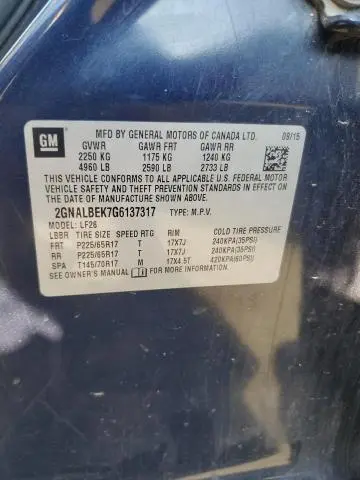 GM
MFD BY GENERAL MOTORS OF CANADA LTD. 09/15
GVWR GAWR FRT GAWR RR
2250 KG 1175 KG 1240 KG
4960 LB 2590 LB 2733 LB
THIS VEHICLE CONFORMS TO ALL APPLICABLE U.S. FEDERAL
MOTOR VEHICLE SAFETY AND THEFT PREVENTION
STANDARDS IN EFFECT ON
THE DATE OF MANUFACTURE SHOWN ABOVE.
2GNALBEK7G6137317 TYPE: M.P.V.
MODEL: LF26
LBBR TIRE SIZE SPEED RTG RIM COLD TIRE PRESSURE
FRT P225/65R17 T 17X7J 240KPA(35PSI)
RR P225/65R17 T 17X7J 240KPA(35PSI)
SPA T145/70R17 M 17X4.5T 420KPA(60PSI)
SEE OWNER'S MANUAL FOR MORE INFORMATION.